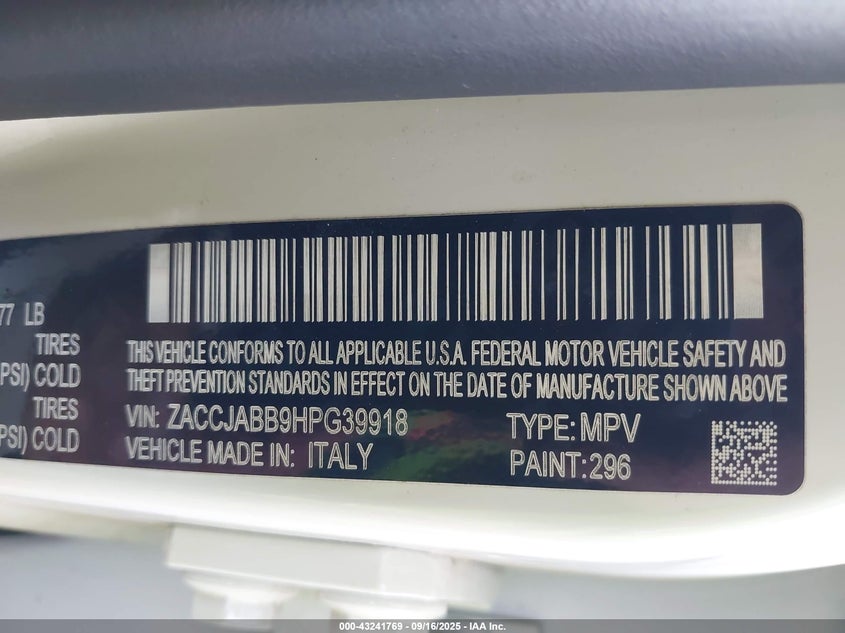 77 LB
TIRES
PSI) COLD
TIRES
PSI) COLD
THIS VEHICLE CONFORMS TO ALL APPLICABLE U.S.A. FEDERAL MOTOR VEHICLE SAFETY AND
THEFT PREVENTION STANDARDS IN EFFECT ON THE DATE OF MANUFACTURE SHOWN ABOVE
VIN: ZACCJABB9HPG39918 TYPE: MPV
VEHICLE MADE IN: ITALY PAINT: 296
000-43241769 - 09/16/2025 - IAA Inc.